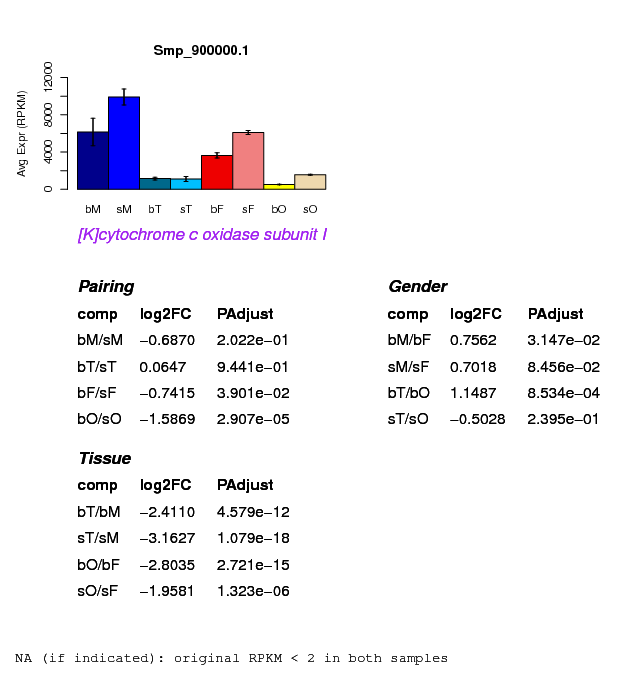 Smp_900000.1
Avg Expr (RPKM)
12000
8000
4000
0
bM sM bT sT bF sF bO sO
[K]cytochrome c oxidase subunit I
Pairing
comp log2FC PAdjust
bM/sM −0.6870 2.022e−01
bT/sT 0.0647 9.441e−01
bF/sF −0.7415 3.901e−02
bO/sO −1.5869 2.907e−05
Gender
comp log2FC PAdjust
bM/bF 0.7562 3.147e−02
sM/sF 0.7018 8.456e−02
bT/bO 1.1487 8.534e−04
sT/sO −0.5028 2.395e−01
Tissue
comp log2FC PAdjust
bT/bM −2.4110 4.579e−12
sT/sM −3.1627 1.079e−18
bO/bF −2.8035 2.721e−15
sO/sF −1.9581 1.323e−06
NA (if indicated): original RPKM < 2 in both samples